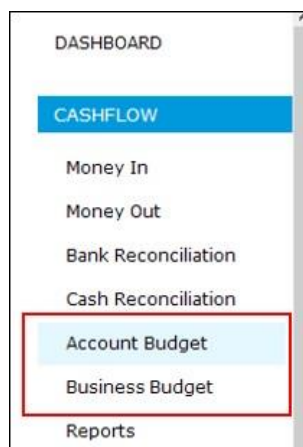 DASHBOARD
CASHFLOW
Money In
Money Out
Bank Reconciliation
Cash Reconciliation
Account Budget
Business Budget
Reports